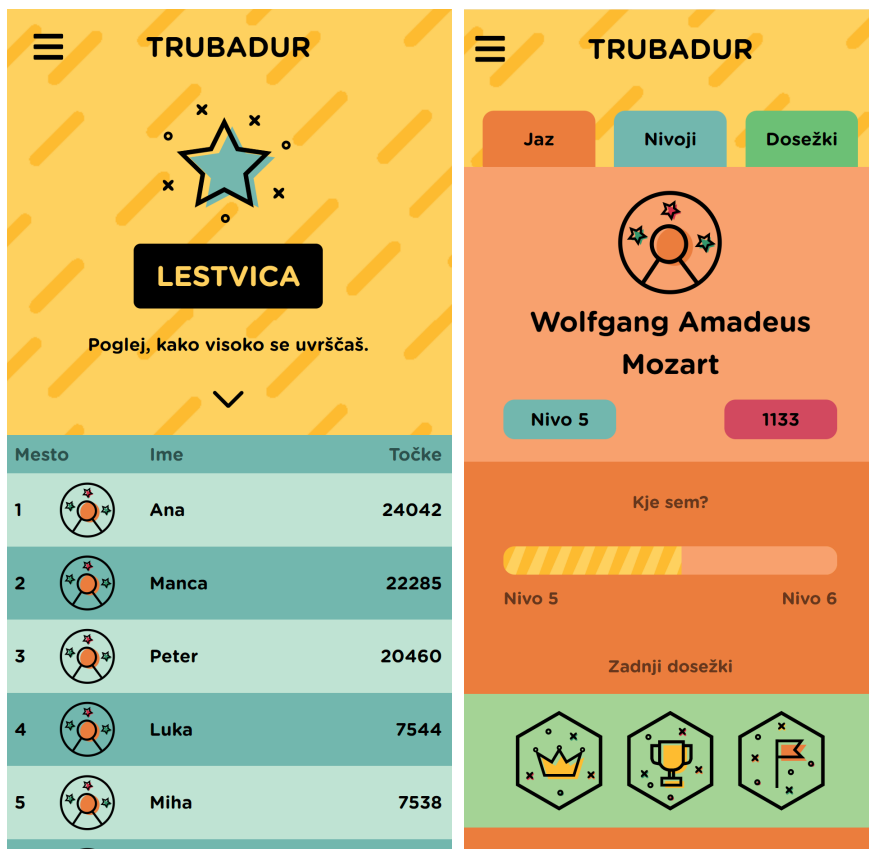 TRUBADUR
LESTVICA
Poglej, kako visoko se uvrščaš.
Mesto Ime Točke
1 Ana 24042
2 Manca 22285
3 Peter 20460
4 Luka 7544
5 Miha 7538
TRUBADUR
Jaz Nivoji Dosežki
Wolfgang Amadeus
Mozart
Nivo 5 1133
Kje sem?
Nivo 5 Nivo 6
Zadnji dosežki